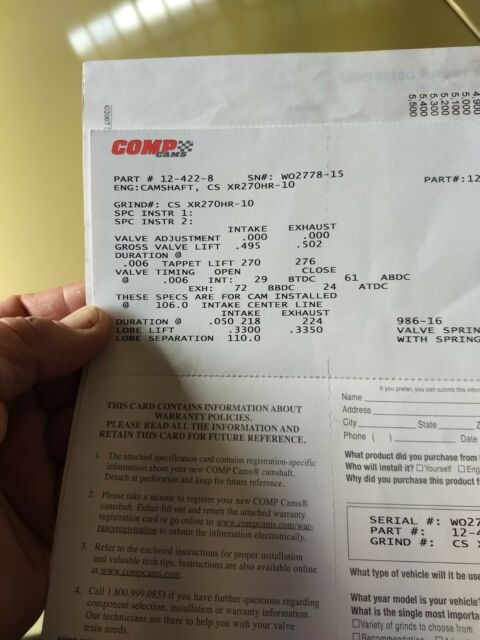 Corrected
4,900
5,000
5,100
5,200
5,300
5,400
5,500
©2007
COMP
CAMS
PART # 12-422-8 SN#: WO2778-15
ENG:CAMSHAFT, CS XR270HR-10
PART#:12
GRIND#: CS XR270HR-10
SPC INSTR 1:
SPC INSTR 2:
INTAKE EXHAUST
VALVE ADJUSTMENT .000 .000
GROSS VALVE LIFT .495 .502
DURATION @
.006 TAPPET LIFT 270 276
VALVE TIMING OPEN CLOSE
@ .006 INT: 29 BTDC 61 ABDC
EXH: 72 BBDC 24 ATDC
THESE SPECS ARE FOR CAM INSTALLED
@ 106.0 INTAKE CENTER LINE
INTAKE EXHAUST
DURATION @ .050 218 224
LOBE LIFT .3300 .3350
LOBE SEPARATION 110.0
986-16
VALVE SPRIN
WITH SPRING
THIS CARD CONTAINS INFORMATION ABOUT
WARRANTY POLICIES.
PLEASE READ ALL THE INFORMATION AND
RETAIN THIS CARD FOR FUTURE REFERENCE.
1. The attached specification card contains registration-specific
information about your new COMP Cams® camshaft.
Detach at perforation and keep for future reference.
2. Please take a minute to register your new COMP Cams®
camshaft. Either fill out and return the attached warranty
registration card or go online to www.compcams.com/war-
rantyregistration to submit the information electronically.
3. Refer to the enclosed instructions for proper installation
and valuable tech tips. Instructions are also available online
at www.compcams.com.
4. Call 1.800.999.0853 if you have further questions regarding
component selection, installation or warranty information.
Our technicians are there to help you with your valve
train needs.
If you prefer, you can submit this infor
Name
Address
City State Z
Phone ( ) Date
What product did you purchase from
Who will install it? ☐Yourself ☐Eng
Why did you purchase this product f
SERIAL #: WO27
PART #: 12-4
GRIND #: CS X
What type of vehicle will it be use
What year model is your vehicle?
What is the single most importa
☐Variety of grinds to choose from
☐Recommendation